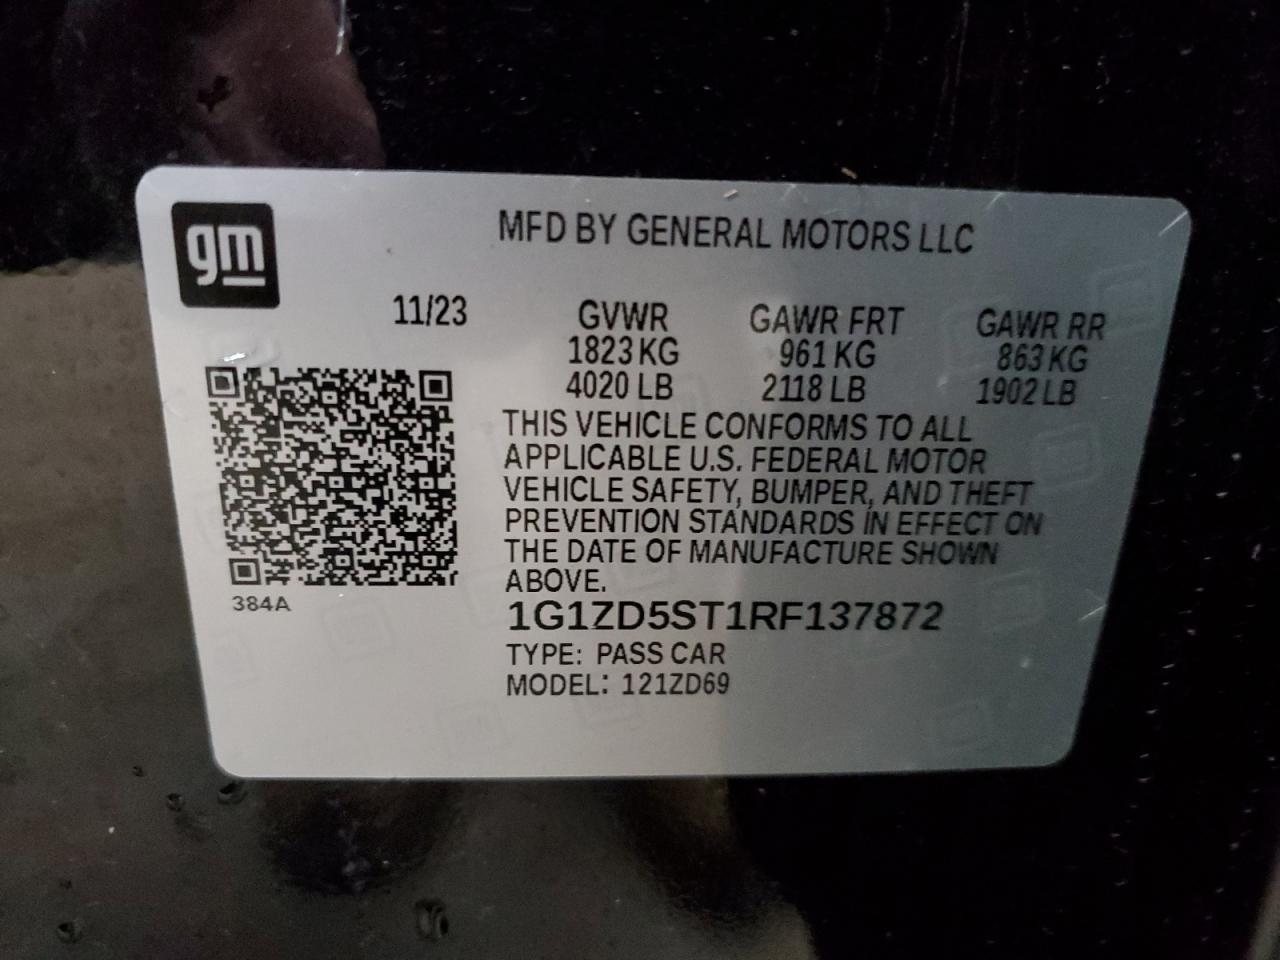 gm
MFD BY GENERAL MOTORS LLC
11/23 GVWR GAWR FRT GAWR RR
1823 KG 961 KG 863 KG
4020 LB 2118 LB 1902 LB
THIS VEHICLE CONFORMS TO ALL
APPLICABLE U.S. FEDERAL MOTOR
VEHICLE SAFETY, BUMPER, AND THEFT
PREVENTION STANDARDS IN EFFECT ON
THE DATE OF MANUFACTURE SHOWN
ABOVE.
384A
1G1ZD5ST1RF137872
TYPE: PASS CAR
MODEL: 121ZD69